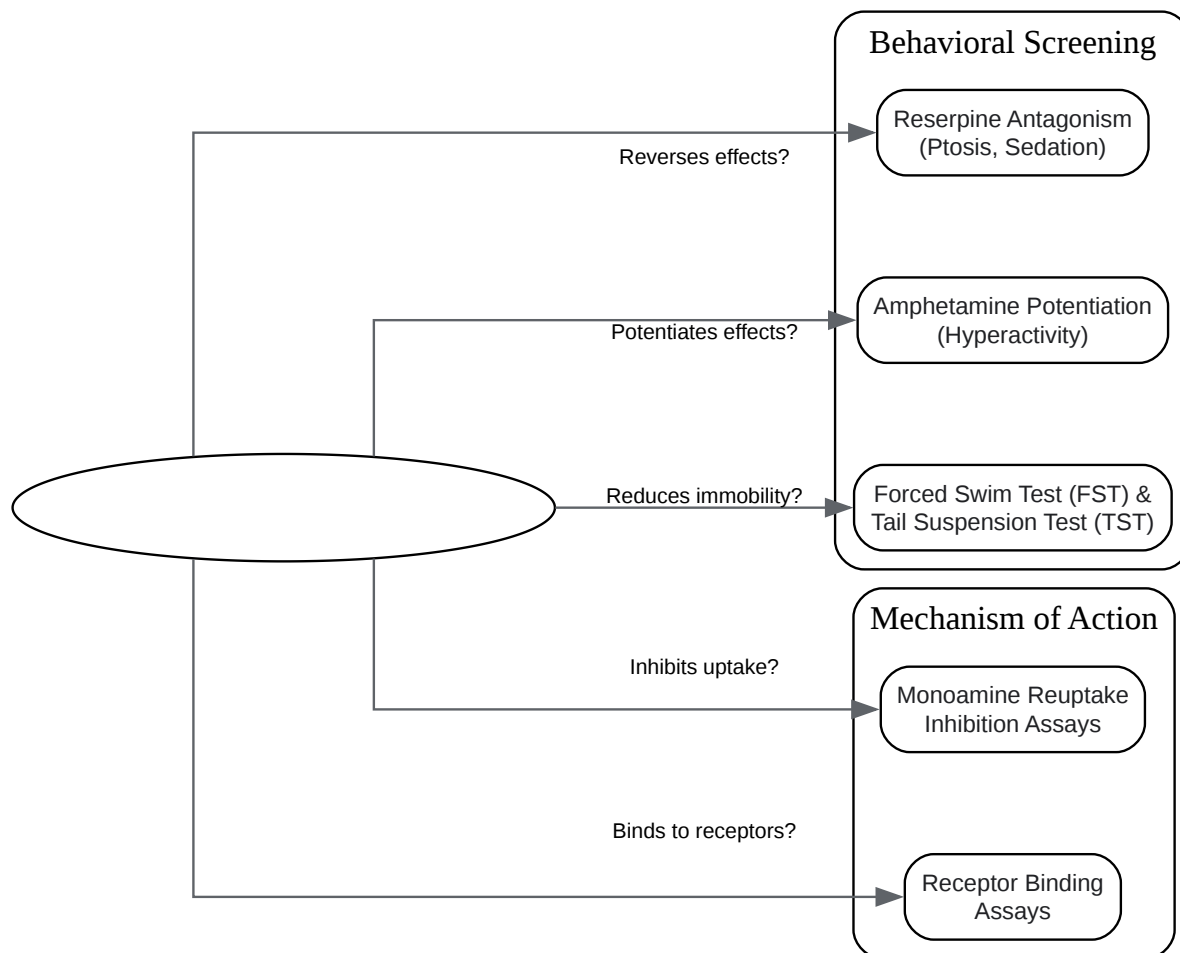 Behavioral Screening
Reserpine Antagonism
(Ptosis, Sedation)
Reverses effects?
Amphetamine Potentiation
(Hyperactivity)
Potentiates effects?
Reduces immobility?
Forced Swim Test (FST) &
Tail Suspension Test (TST)
Mechanism of Action
Inhibits uptake?
Monoamine Reuptake
Inhibition Assays
Binds to receptors?
Receptor Binding
Assays